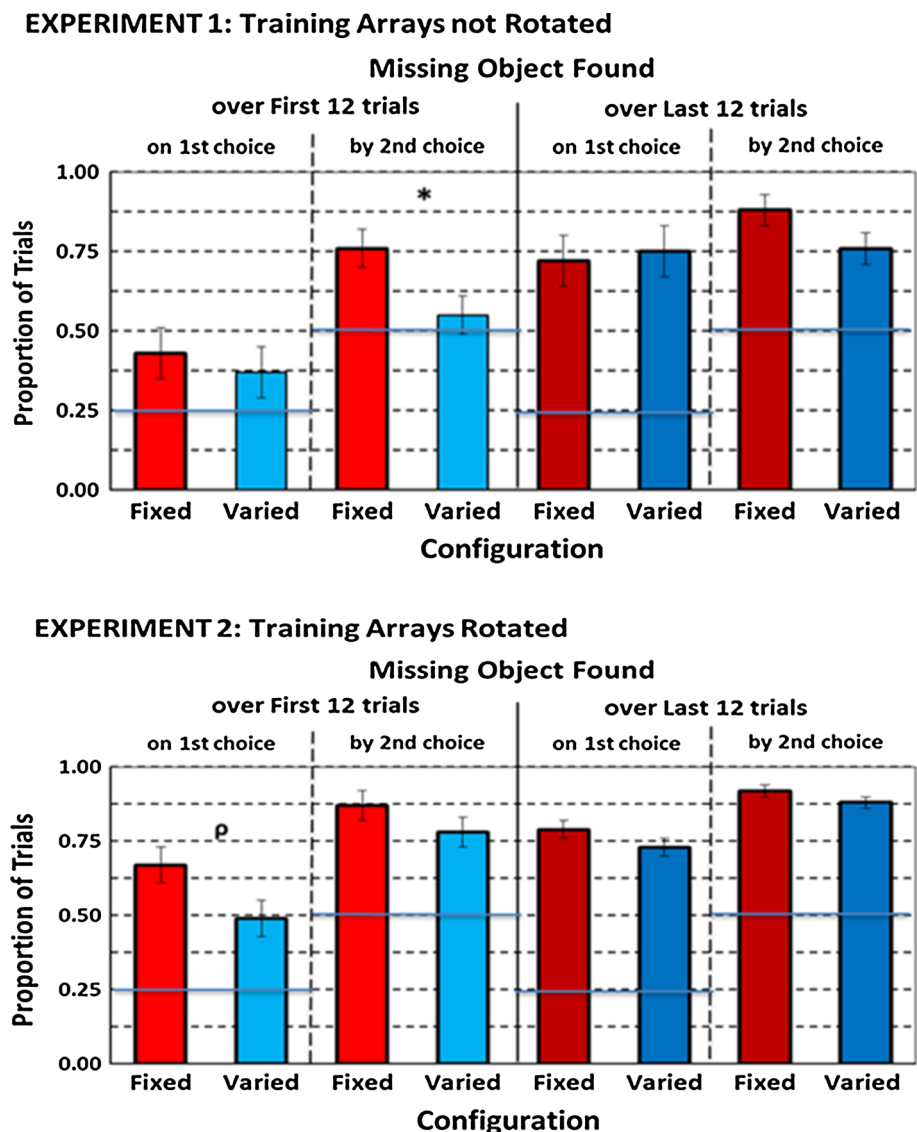 EXPERIMENT 1: Training Arrays not Rotated
Missing Object Found
over First 12 trials over Last 12 trials
on 1st choice by 2nd choice on 1st choice by 2nd choice
1.00
*
0.75
0.50
0.25
0.00
Proportion of Trials
Fixed Varied Fixed Varied Fixed Varied Fixed Varied
Configuration
EXPERIMENT 2: Training Arrays Rotated
Missing Object Found
over First 12 trials over Last 12 trials
on 1st choice by 2nd choice on 1st choice by 2nd choice
1.00
ρ
0.75
0.50
0.25
0.00
Proportion of Trials
Fixed Varied Fixed Varied Fixed Varied Fixed Varied
Configuration